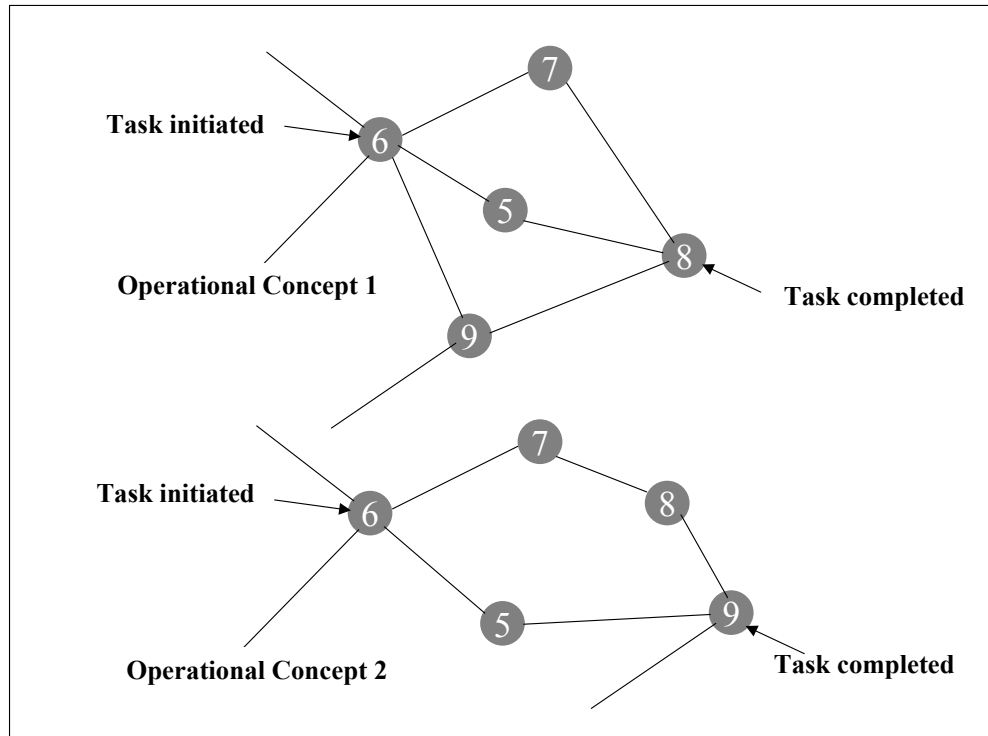 7
Task initiated
6
5
8
Operational Concept 1
Task completed
9
7
Task initiated
8
6
5
9
Operational Concept 2
Task completed